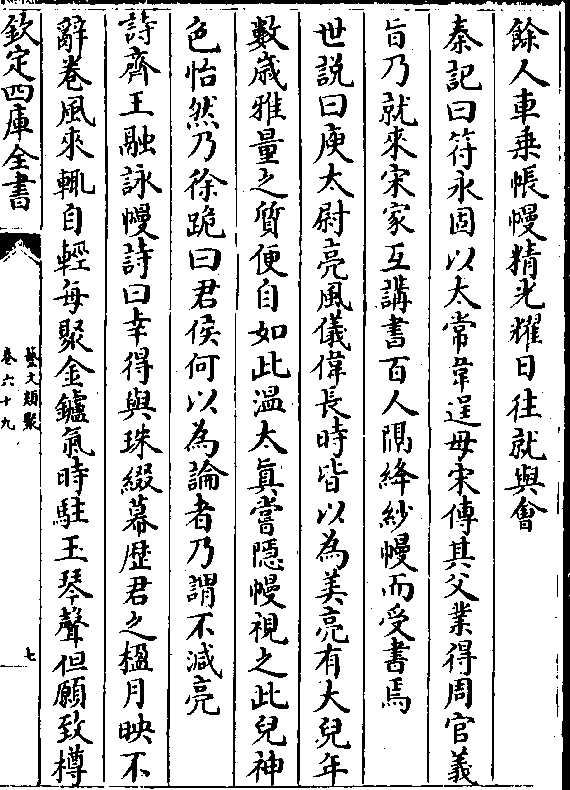 餘人車乗帳幔精光耀日往就與㑹
秦記曰符永固以太常韋逞母宋傳其父業得周官義
旨乃就來宋家互講書百人隔絳紗幔而受書焉
世説曰庾太尉亮風儀偉長時皆以為美亮有大兒年
數歳雅量之質便自如此温太真嘗隱幔視之此兒神
色怡然乃徐跪曰君侯何以為論者乃謂不減亮
詩齊王融詠幔詩曰幸得與珠綴幕歴君之楹月映不
辭卷風來輙自輕每聚金鑪氣時駐玉琴聲但願致樽
欽定四庫全書
藝文類聚
卷六十九
七